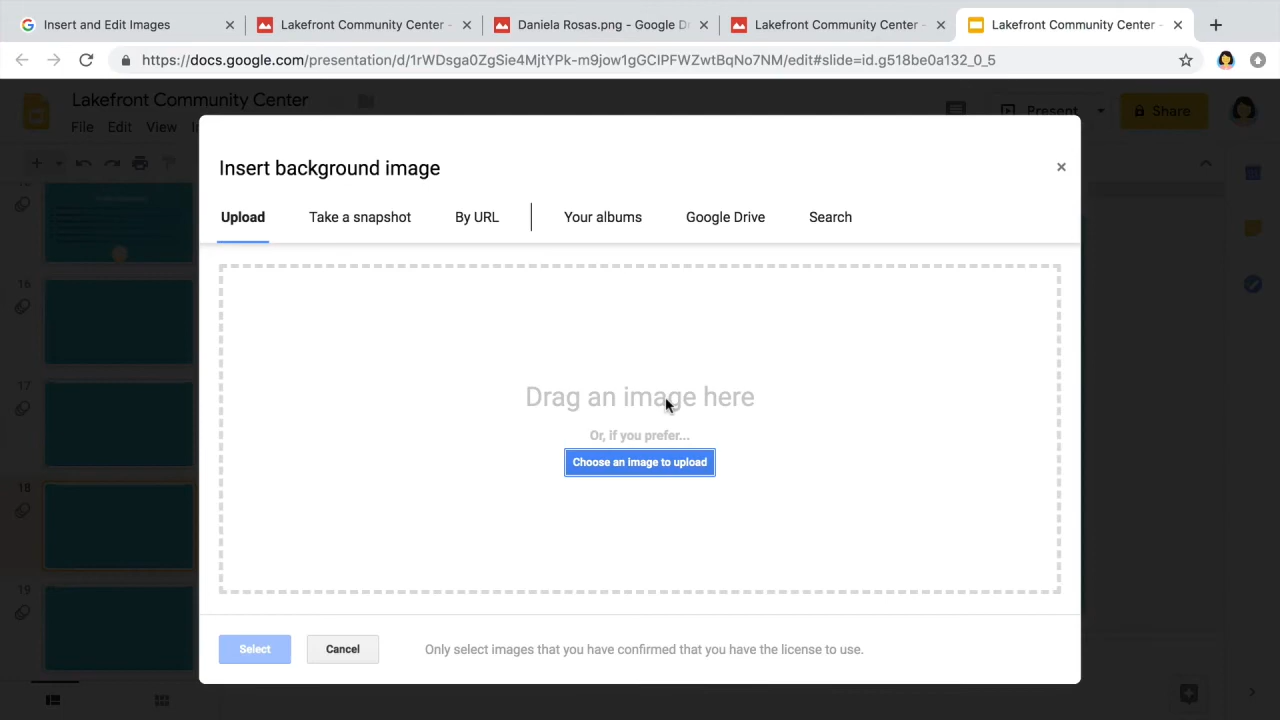 Insert and Edit Images
Lakefront Community Center -
Daniela Rosas.png - Google Dr
Lakefront Community Center -
Lakefront Community Center -
https://docs.google.com/presentation/d/1rWDsga0ZgSie4MjtYPk-m9jow1gGCIPFWZwtBqNo7NM/edit#slide=id.g518be0a132_0_5
Lakefront Community Center
File Edit View
Present
Share
Insert background image
Upload Take a snapshot By URL Your albums Google Drive Search
16
17
18
19
Drag an image here
Or, if you prefer...
Choose an image to upload
Select Cancel Only select images that you have confirmed that you have the license to use.